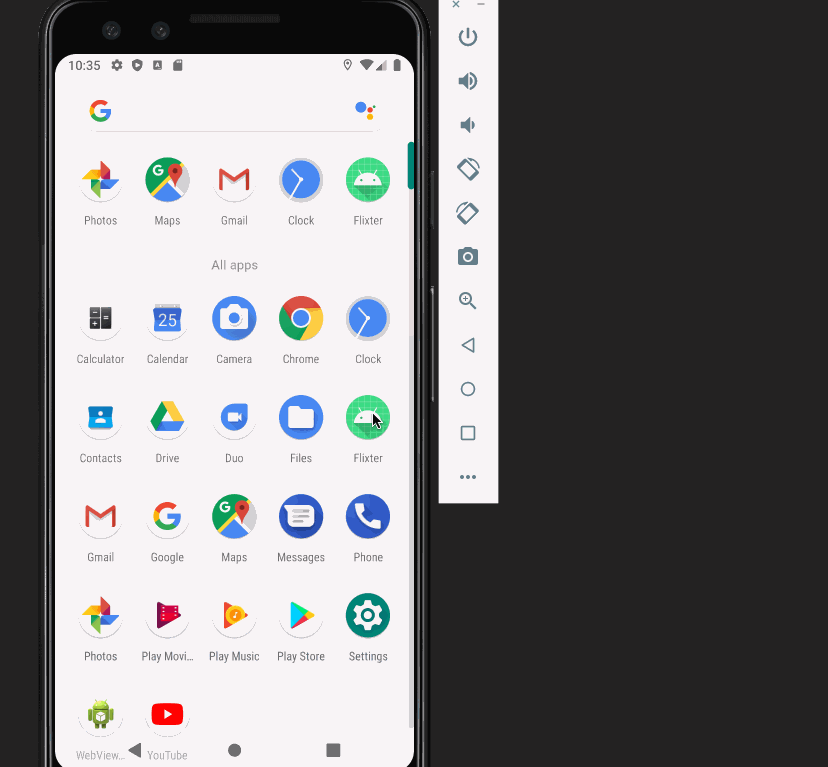 10:35
Photos Maps Gmail Clock Flixter
All apps
25
Calculator Calendar Camera Chrome Clock
Contacts Drive Duo Files Flixter
Gmail Google Maps Messages Phone
Photos Play Movi... Play Music Play Store Settings
WebView... YouTube